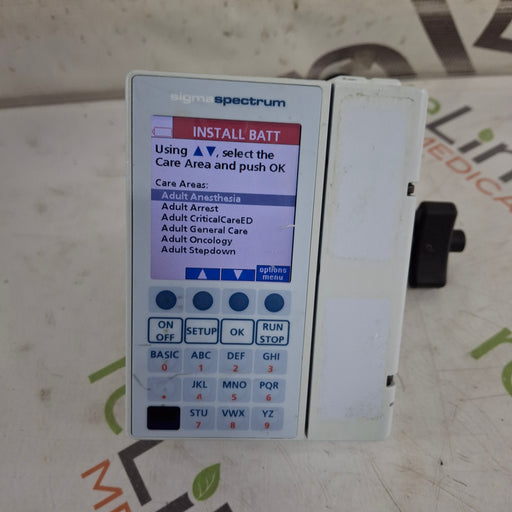 sigmaspectrum
INSTALL BATT
Using ▲▼, select the
Care Area and push OK
Care Areas:
Adult Anesthesia
Adult Arrest
Adult CriticalCareED
Adult General Care
Adult Oncology
Adult Stepdown
options
menu
ON
OFF
SETUP
OK
RUN
STOP
BASIC ABC DEF GHI
0 1 2 3
JKL MNO PQR
4 5 6
STU VWX YZ
7 8 9
MEDICA